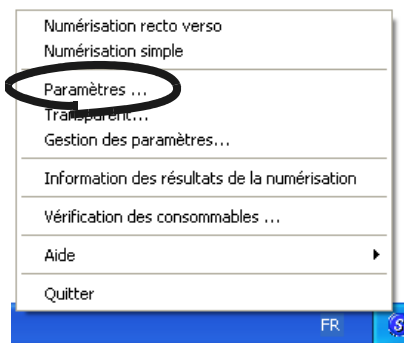 Numérisation recto verso
Numérisation simple
Paramètres ...
Transparent...
Gestion des paramètres...
Information des résultats de la numérisation
Vérification des consommables ...
Aide
Quitter
FR
S